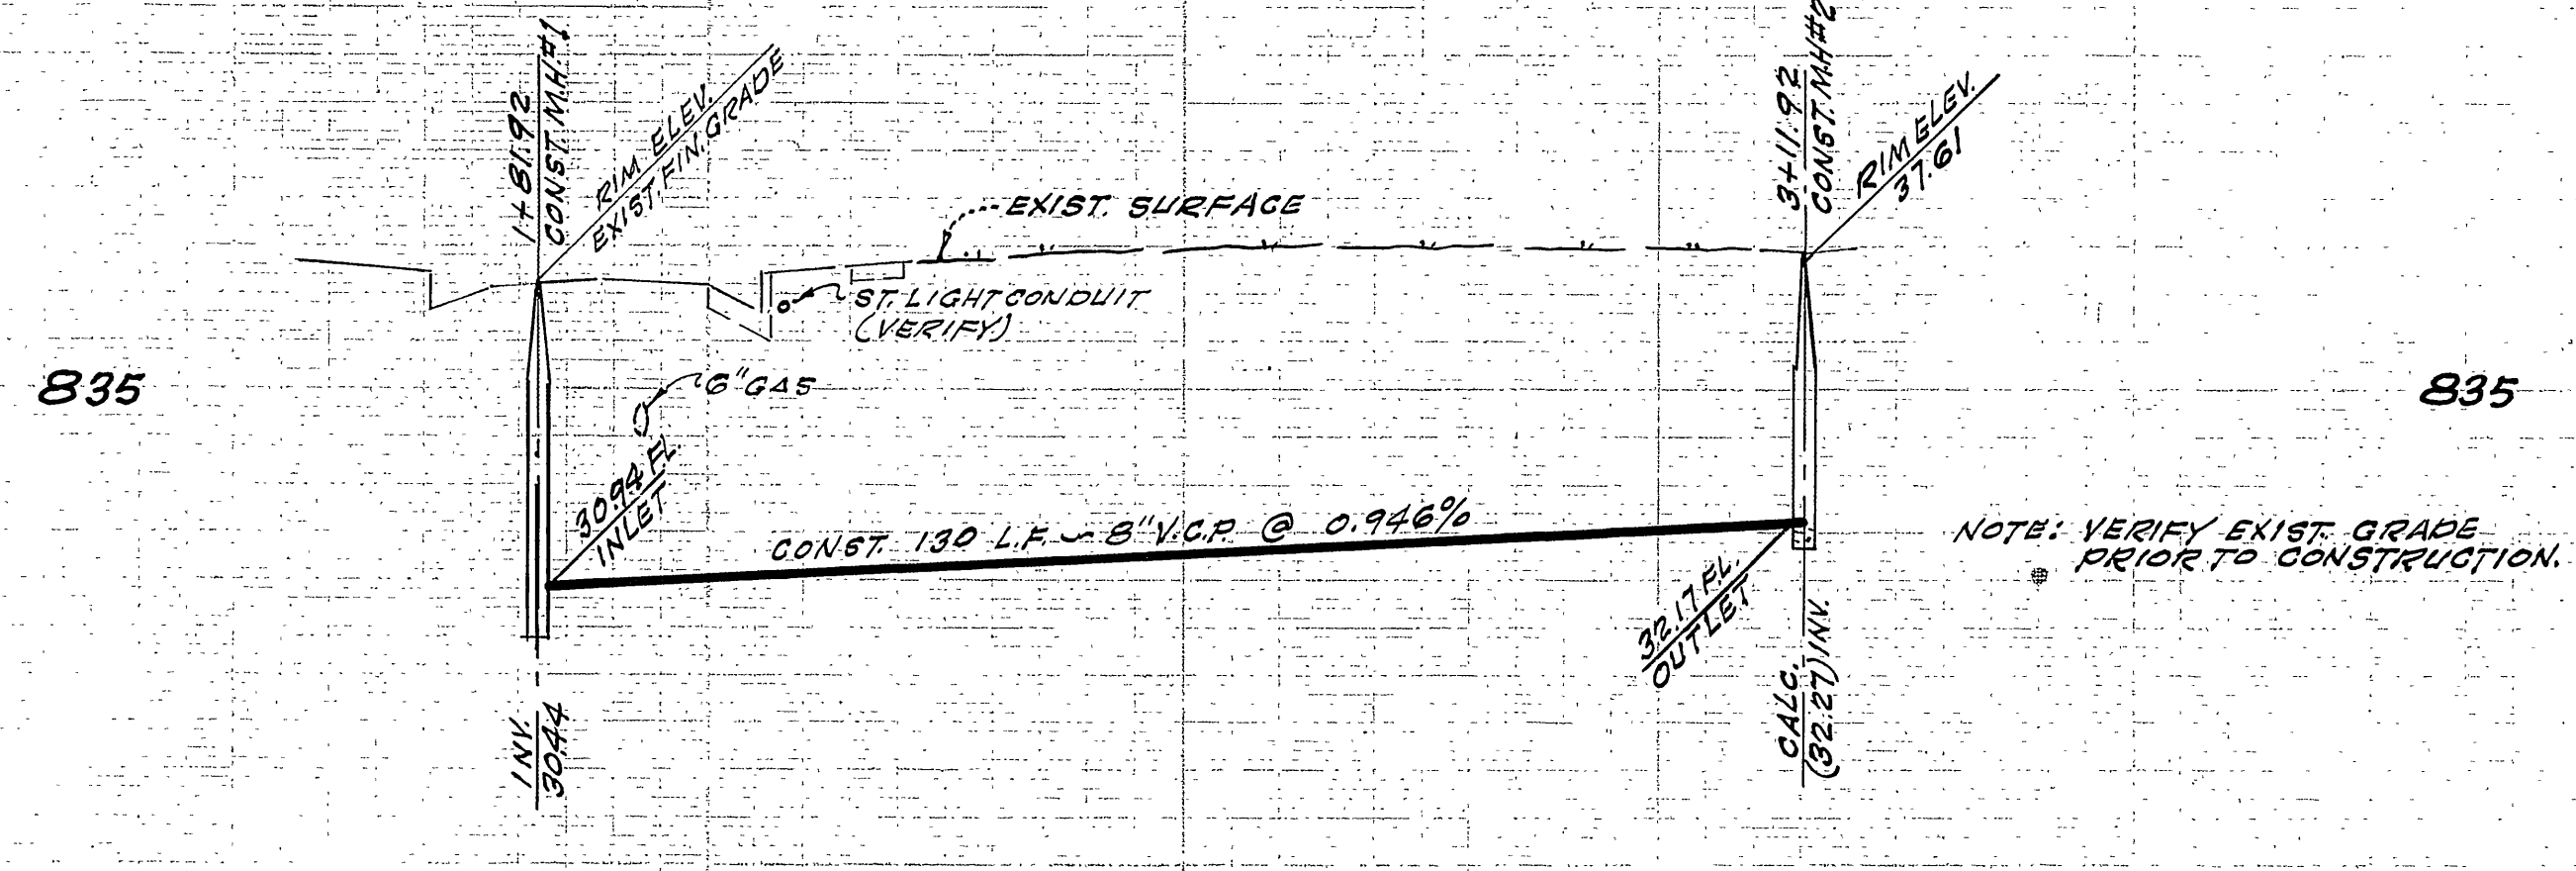 1+81.92
CONST. M.H.#1
RIM ELEV.
EXIST. FIN. GRADE
3+11.92
CONST. MH#2
RIM ELEV.
37.61
EXIST. SURFACE
ST. LIGHT CONDUIT
(VERIFY)
835
6" GAS
835
30.94 FL
INLET
CONST. 130 L.F. 8" V.C.P. @ 0.946%
NOTE: VERIFY EXIST. GRADE
PRIOR TO CONSTRUCTION.
32.17 F.L.
OUTLET
INV.
30.44
CALC.
(32.27) INV.